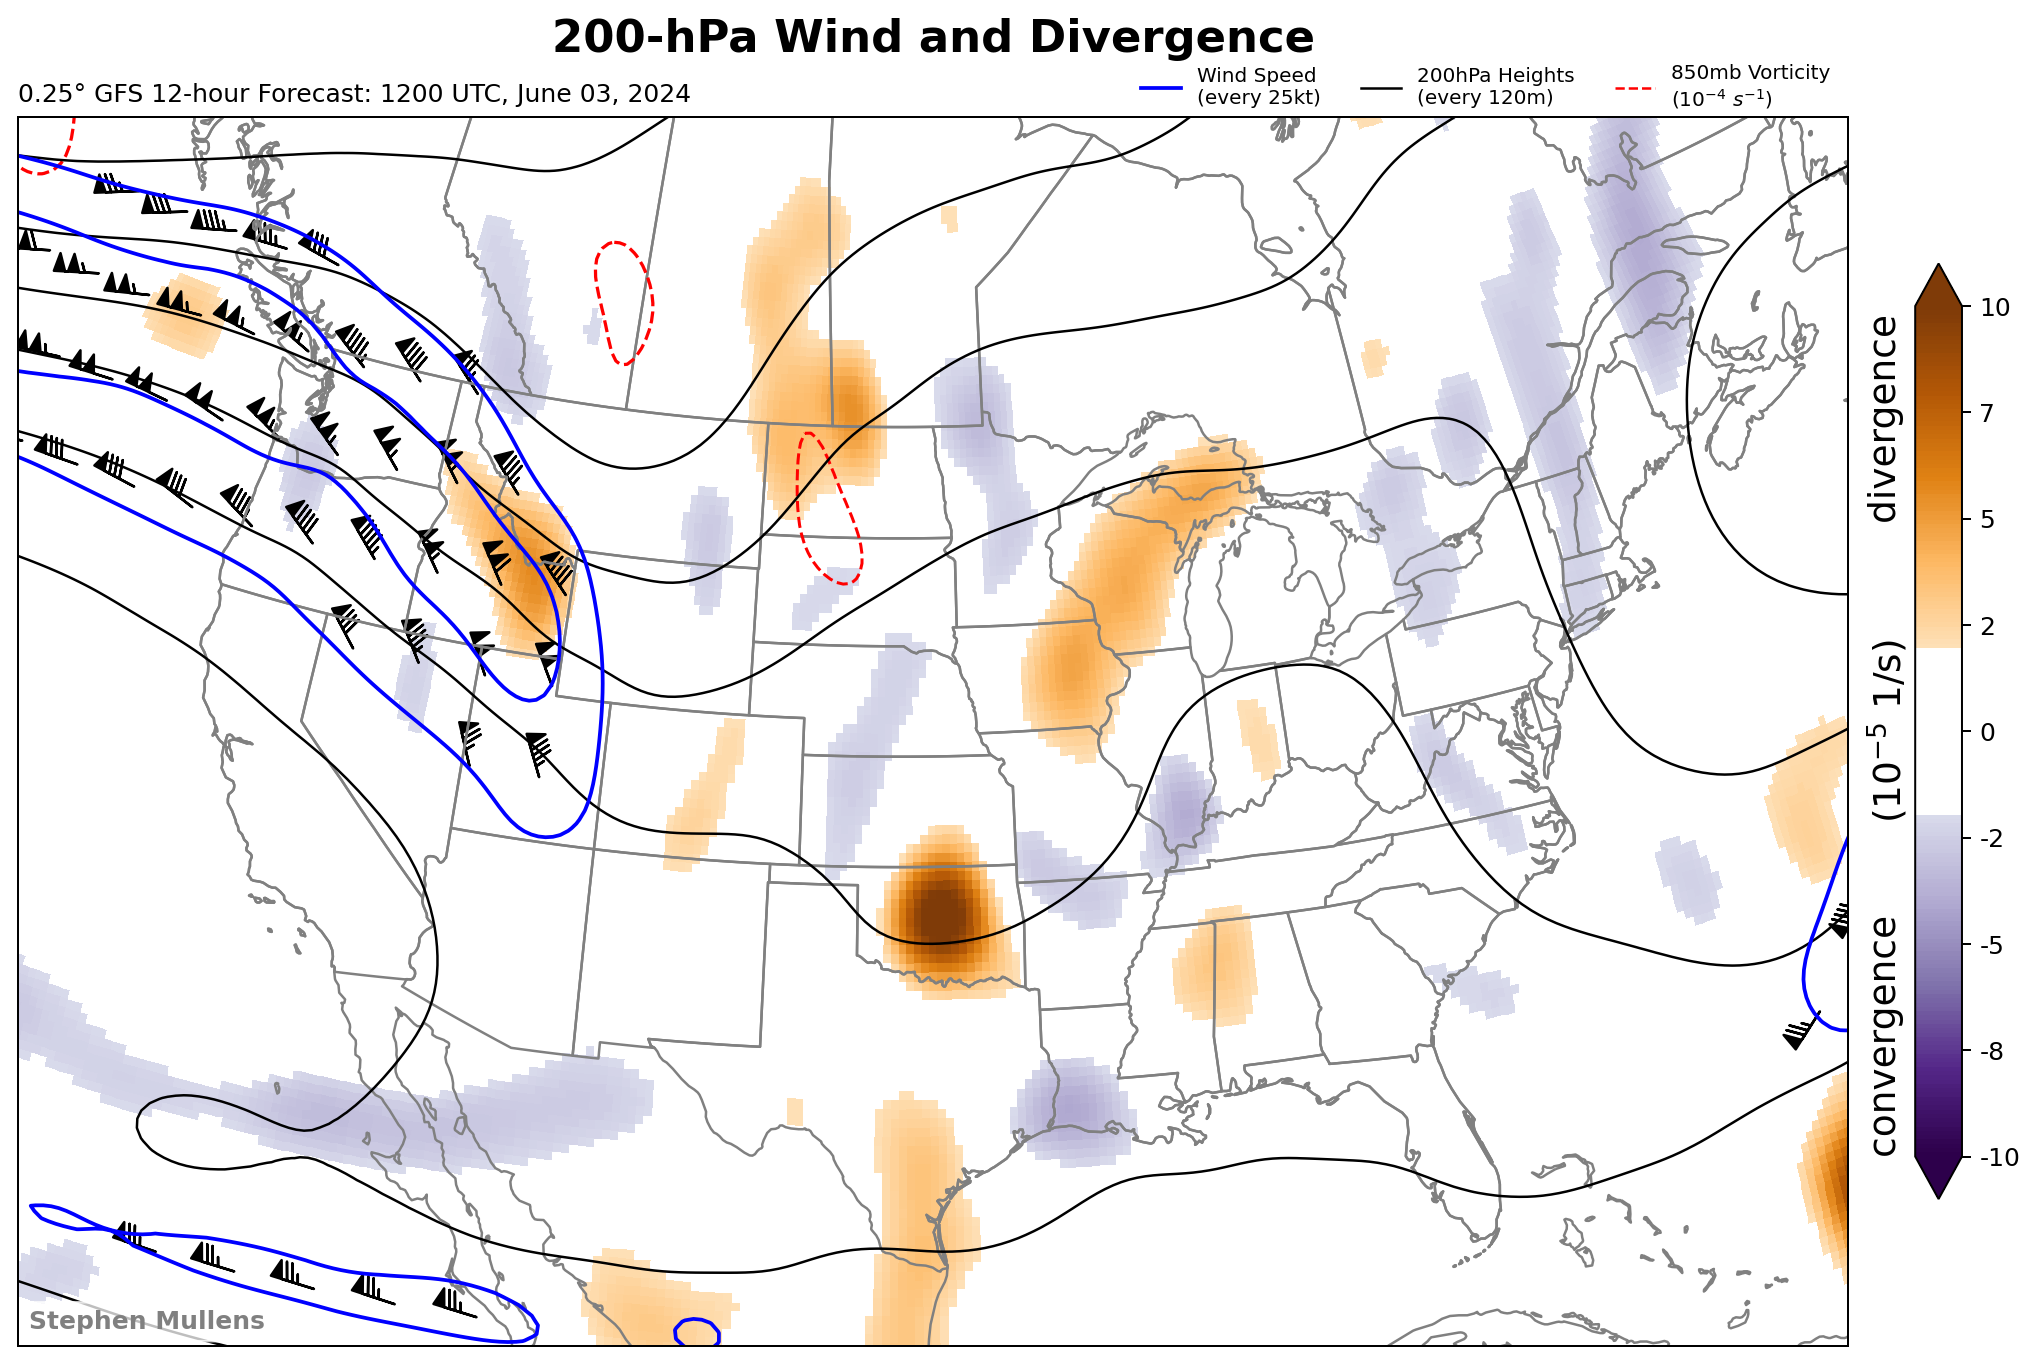 200-hPa Wind and Divergence
0.25° GFS 12-hour Forecast: 1200 UTC, June 03, 2024
Wind Speed
(every 25kt)
200hPa Heights
(every 120m)
850mb Vorticity
(10⁻⁴ s⁻¹)
10
7
5
2
0
-2
-5
-8
-10
divergence
(10⁻⁵ 1/s)
convergence
Stephen Mullens